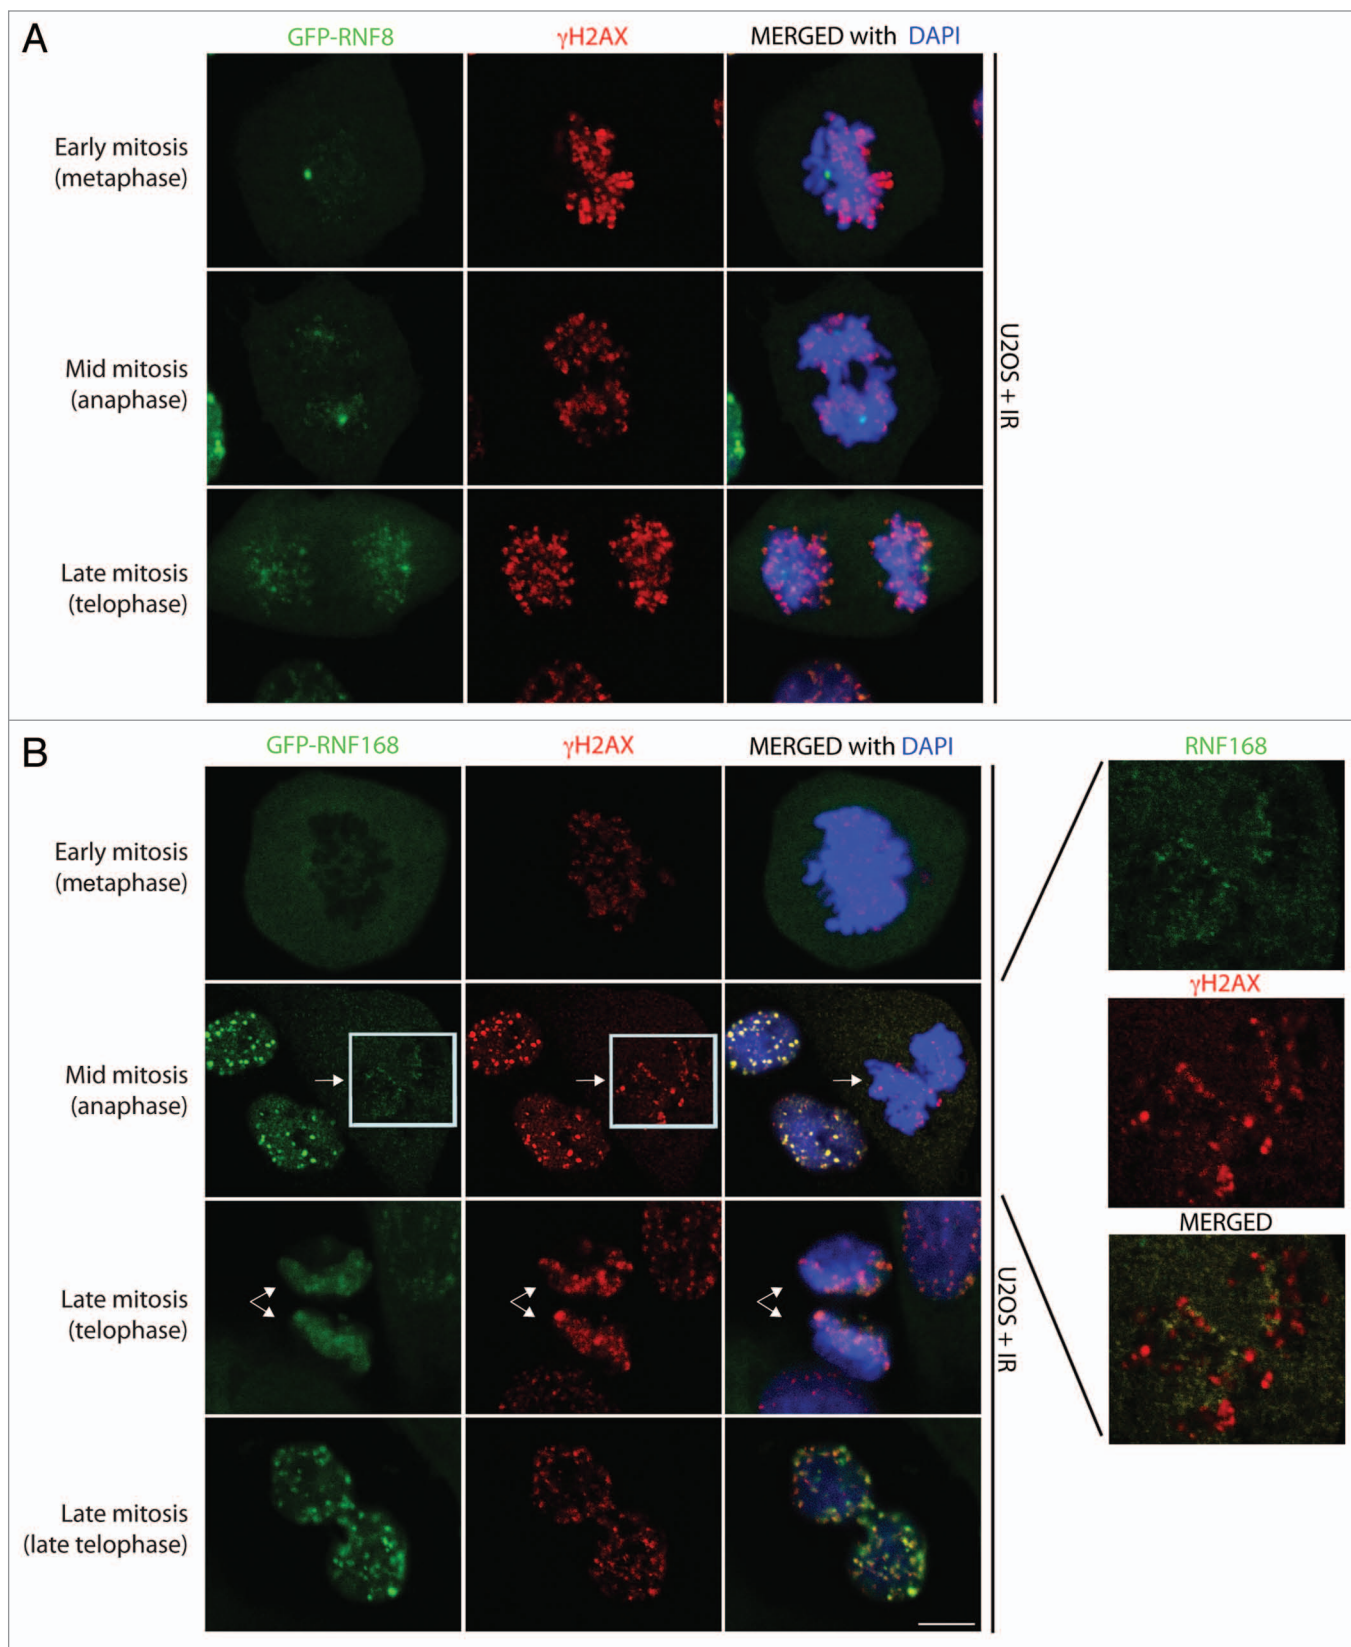 A
GFP-RNF8
γH2AX
MERGED with DAPI
Early mitosis
(metaphase)
Mid mitosis
(anaphase)
Late mitosis
(telophase)
U2OS + IR
B
GFP-RNF168
γH2AX
MERGED with DAPI
RNF168
Early mitosis
(metaphase)
Mid mitosis
(anaphase)
γH2AX
MERGED
Late mitosis
(telophase)
U2OS + IR
Late mitosis
(late telophase)